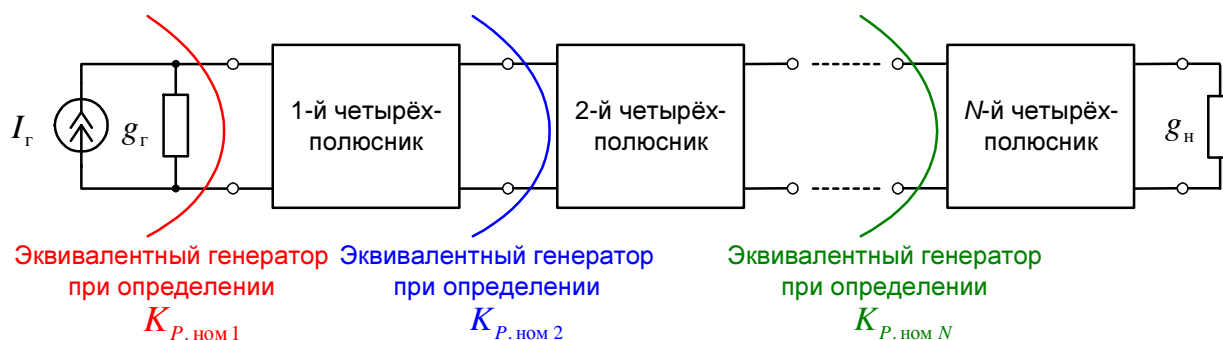 I г
g г
1-й четырёх-
полюсник
2-й четырёх-
полюсник
N-й четырёх-
полюсник
g н
Эквивалентный генератор
при определении
K P. ном 1
Эквивалентный генератор
при определении
K P. ном 2
Эквивалентный генератор
при определении
K P. ном N